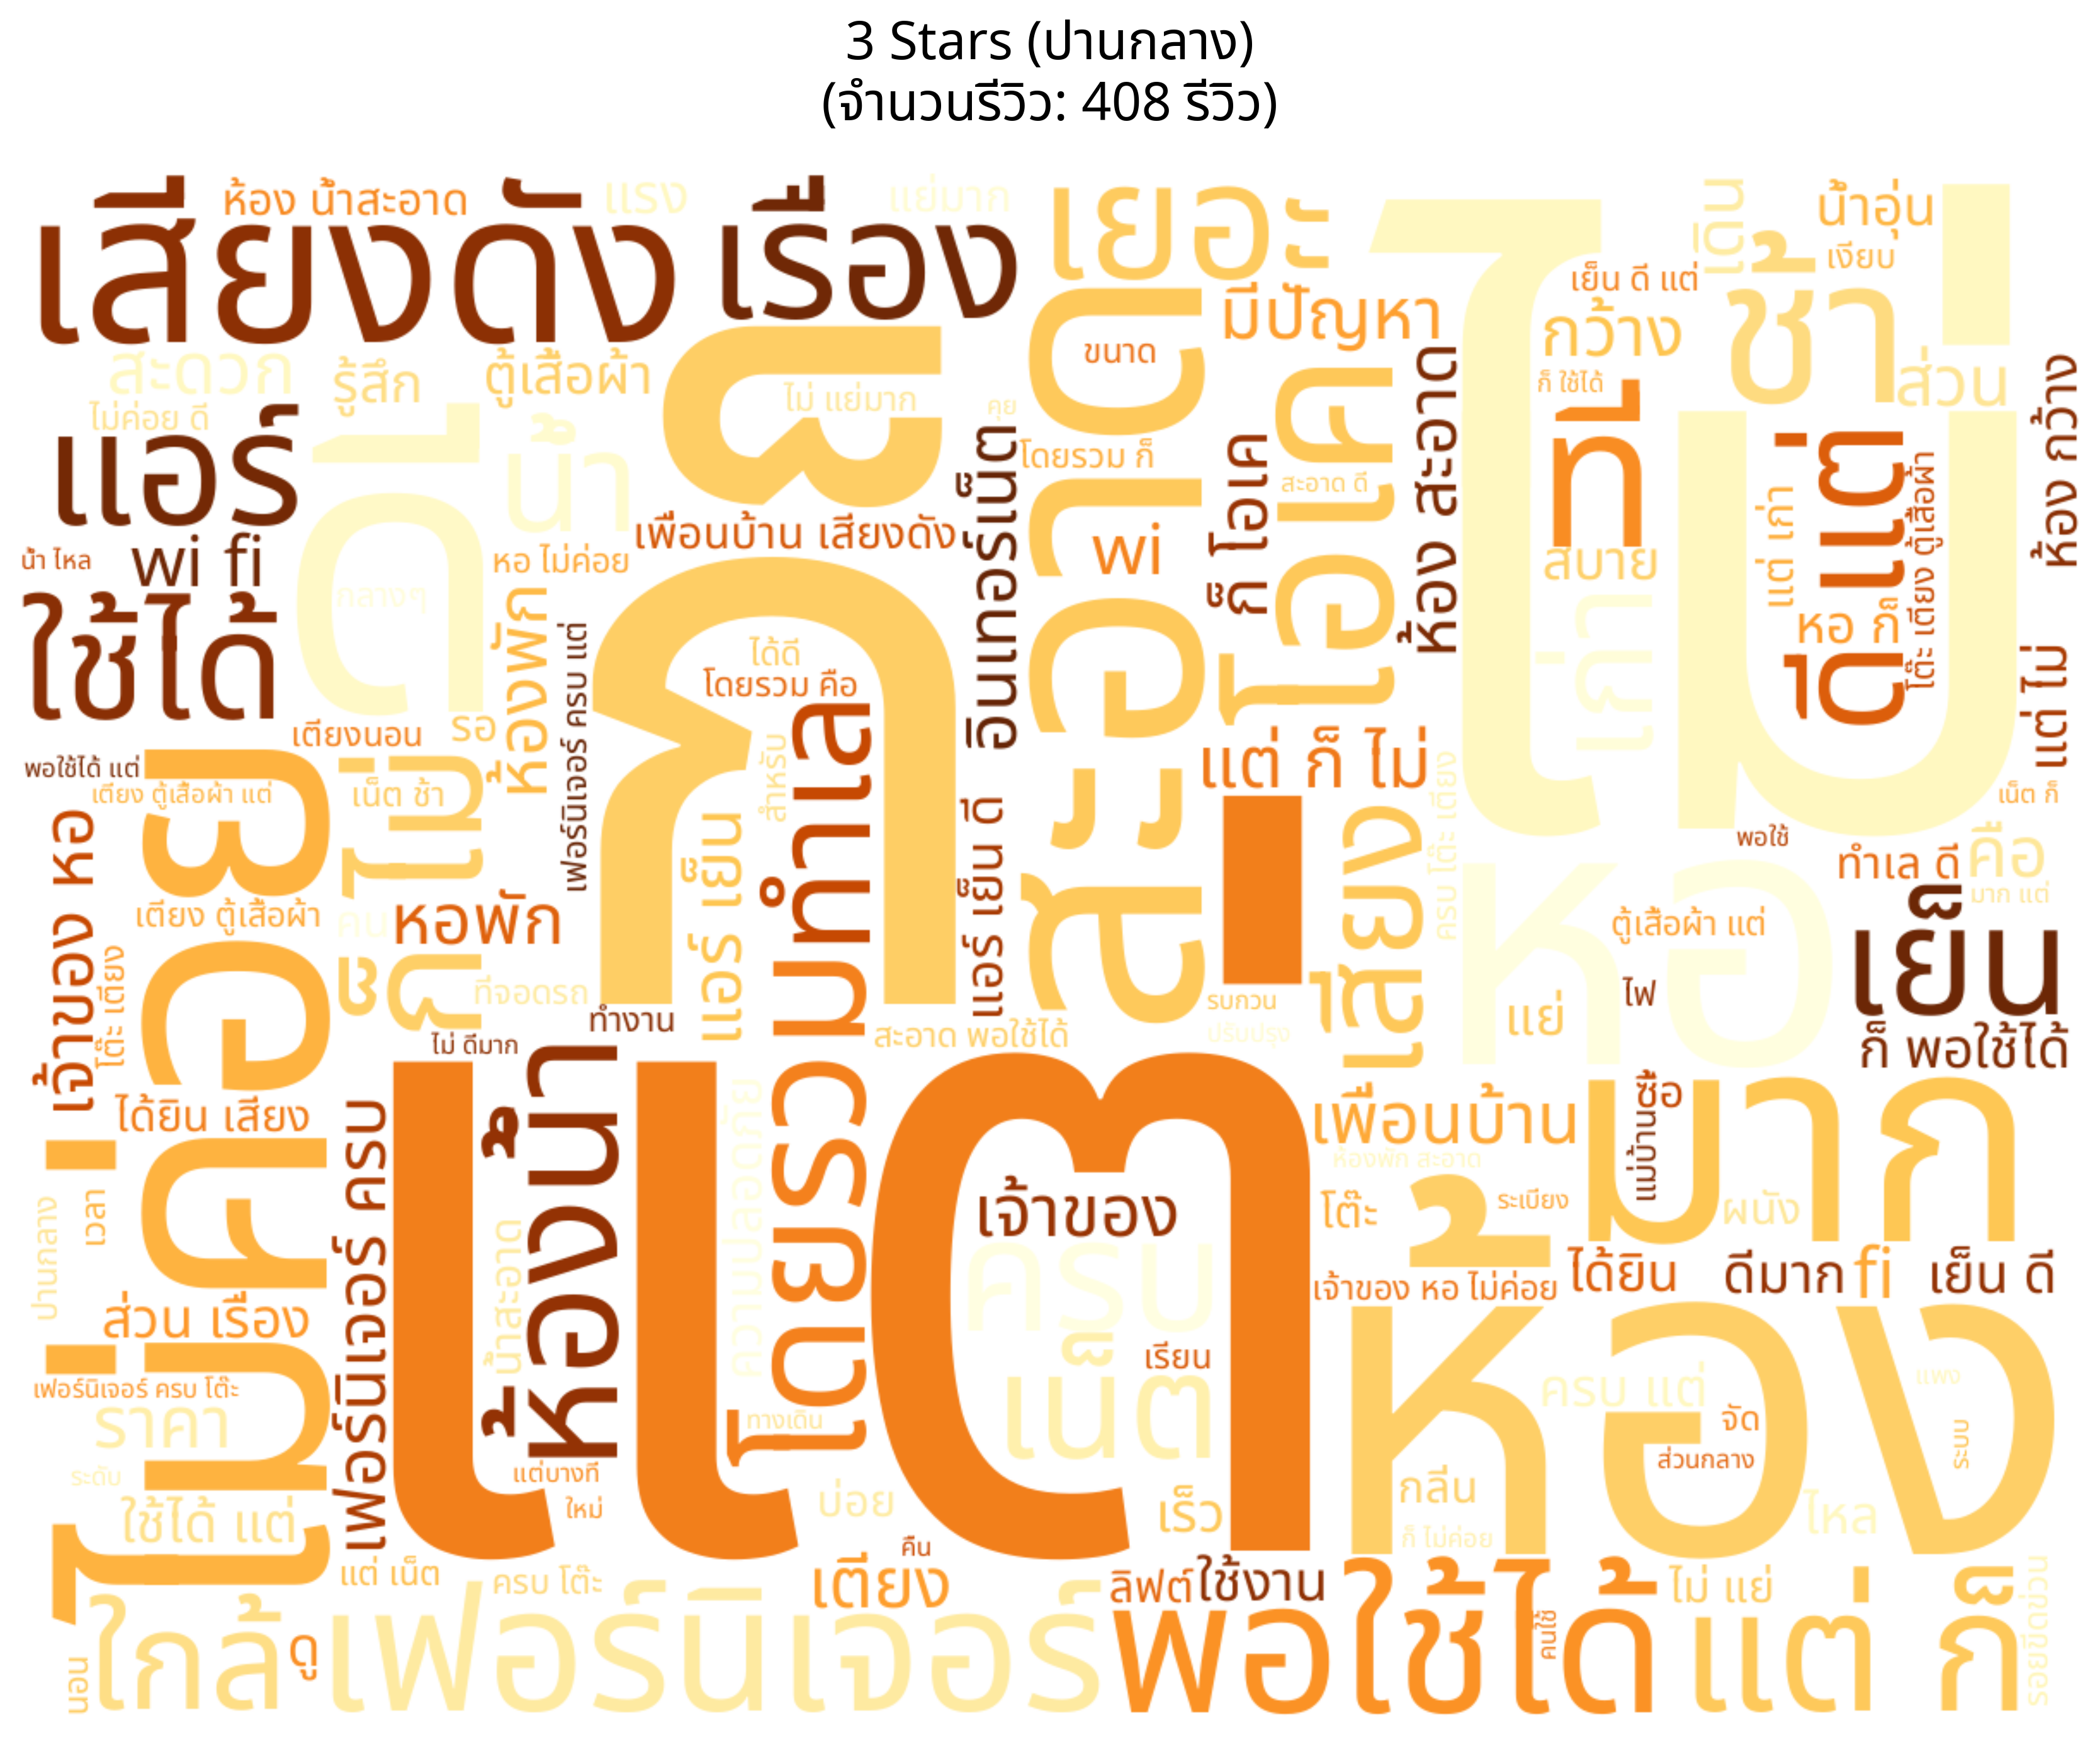 3 Stars (ปานกลาง)
(จำนวนรีวิว: 408 รีวิว)
เสียงดัง
ห้อง น้ำสะอาด
แรง
เรื่อง
แย่มาก
เยอะ
ไม่
เดิน
น้ำอุ่น
เงียบ
เย็น ดี แต่
มีปัญหา
กว้าง
ช้า
ส่วน
สะดวก
รู้สึก
ตู้เสื้อผ้า
ไม่ แย่มาก
คุย
ขนาด
ก็ ใช้ได้
ห้อง กว้าง
ไม่ค่อย ดี
แอร์
ดี
น้ำ
ก็
อินเทอร์เน็ต
โดยรวม ก็
สะอาด
ก็ โอเค
โอเค
สะอาด ดี
ห้อง สะอาด
ที่
สบาย
เก่า
แต่ เก่า
แต่
โต๊ะ เตียง ตู้เสื้อผ้า
หอ ก็
ได้
แต่ ไม่
เพื่อนบ้าน เสียงดัง
wi
น้ำ ไหล
wi fi
หอ ไม่ค่อย
กลางๆ
ใช้ได้
ห้องพัก
เฟอร์นิเจอร์ ครบ แต่
ได้ดี
โดยรวม คือ
ทำเล
สำหรับ
เตียงนอน
รอ
พอใช้ได้ แต่
เตียง ตู้เสื้อผ้า แต่
เน็ต ช้า
แอร์ เย็น
แอร์ เย็น ดี
แต่ ก็ ไม่
เสียง
ครบ โต๊ะ เตียง
เน็ต ก็
พอใช้
ทำเล ดี
คือ
มาก แต่
หอ
ตู้เสื้อผ้า แต่
เย็น
ไฟ
แย่
ก็ พอใช้ได้
เจ้าของ หอ
ไม่ค่อย
เตียง ตู้เสื้อผ้า
โต๊ะ เตียง
คน
หอพัก
ที่จอดรถ
ทำงาน
ไม่ ดีมาก
สะอาด พอใช้ได้
รบกวน
ปรับปรุง
ได้ยิน เสียง
เฟอร์นิเจอร์ ครบ
ห้องน้ำ
น้ำสะอาด
ความปลอดภัย
โดยรวม
แต่
เจ้าของ
ครบ
เน็ต
เรียน
เร็ว
เพื่อนบ้าน
ห้องพัก สะอาด
โต๊ะ
ระเบียง
มาก
ซื้อ
แม่บ้าน
ผนัง
เจ้าของ หอ ไม่ค่อย
ได้ยิน
ดีมาก
fi
เย็น ดี
ปานกลาง
เวลา
ส่วน เรื่อง
เฟอร์นิเจอร์ ครบ โต๊ะ
ราคา
ระดับ
ใช้ได้ แต่
แต่บางที
ใหม่
ทางเดิน
บ่อย
ห้อง
ครบ แต่
จัด
ส่วนกลาง
แพง
ระบบ
กลิ่น
ก็ ไม่ค่อย
ไหล
แต่ เน็ต
ครบ โต๊ะ
คืน
เตียง
ลิฟต์
ใช้งาน
ไม่ แย่
นอน
ใกล้
ดู
เฟอร์นิเจอร์
พอใช้ได้
คนใช้
แต่ ก็
รอยขีดข่วน